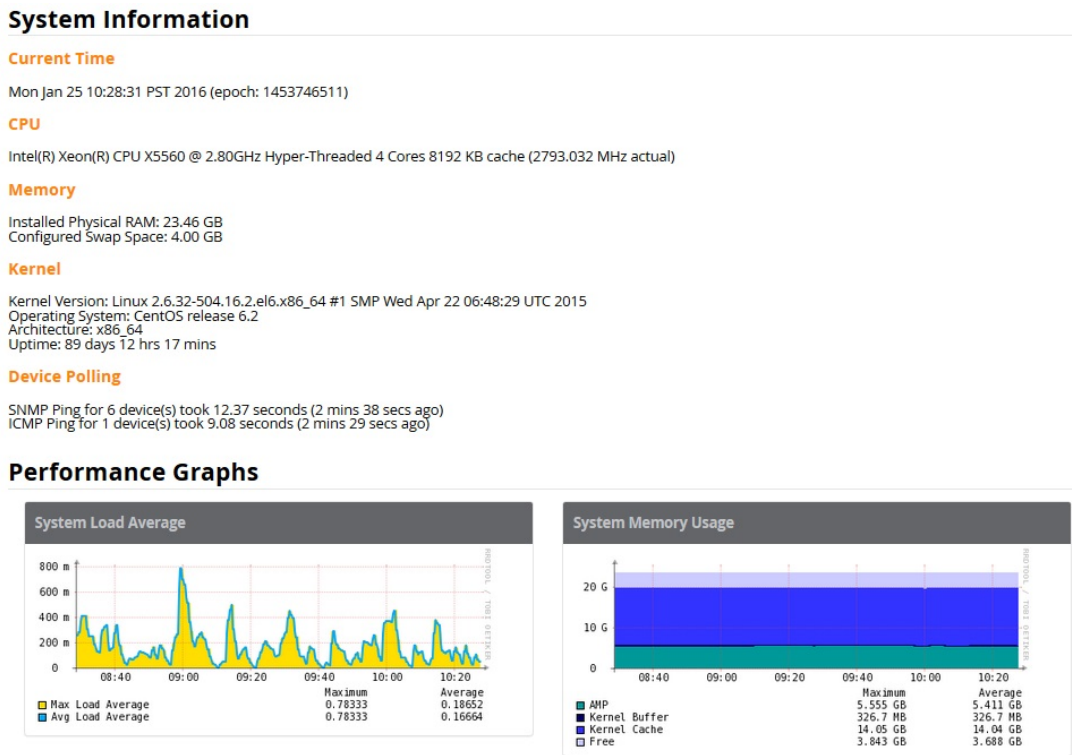 System Information
Current Time
Mon Jan 25 10:28:31 PST 2016 (epoch: 1453746511)
CPU
Intel(R) Xeon(R) CPU X5560 @ 2.80GHz Hyper-Threaded 4 Cores 8192 KB cache (2793.032 MHz actual)
Memory
Installed Physical RAM: 23.46 GB
Configured Swap Space: 4.00 GB
Kernel
Kernel Version: Linux 2.6.32-504.16.2.el6.x86_64 #1 SMP Wed Apr 22 06:48:29 UTC 2015
Operating System: CentOS release 6.2
Architecture: x86_64
Uptime: 89 days 12 hrs 17 mins
Device Polling
SNMP Ping for 6 device(s) took 12.37 seconds (2 mins 38 secs ago)
ICMP Ping for 1 device(s) took 9.08 seconds (2 mins 29 secs ago)
Performance Graphs
System Load Average
800 m
600 m
400 m
200 m
0
08:40 09:00 09:20 09:40 10:00 10:20
RRDTOOL / TOBI OETIKER
Maximum Average
Max Load Average 0.78333 0.18652
Avg Load Average 0.78333 0.16664
System Memory Usage
20 G
10 G
0
08:40 09:00 09:20 09:40 10:00 10:20
RRDTOOL / TOBI OETIKER
Maximum Average
AMP 5.555 GB 5.411 GB
Kernel Buffer 326.7 MB 326.7 MB
Kernel Cache 14.05 GB 14.04 GB
Free 3.843 GB 3.688 GB